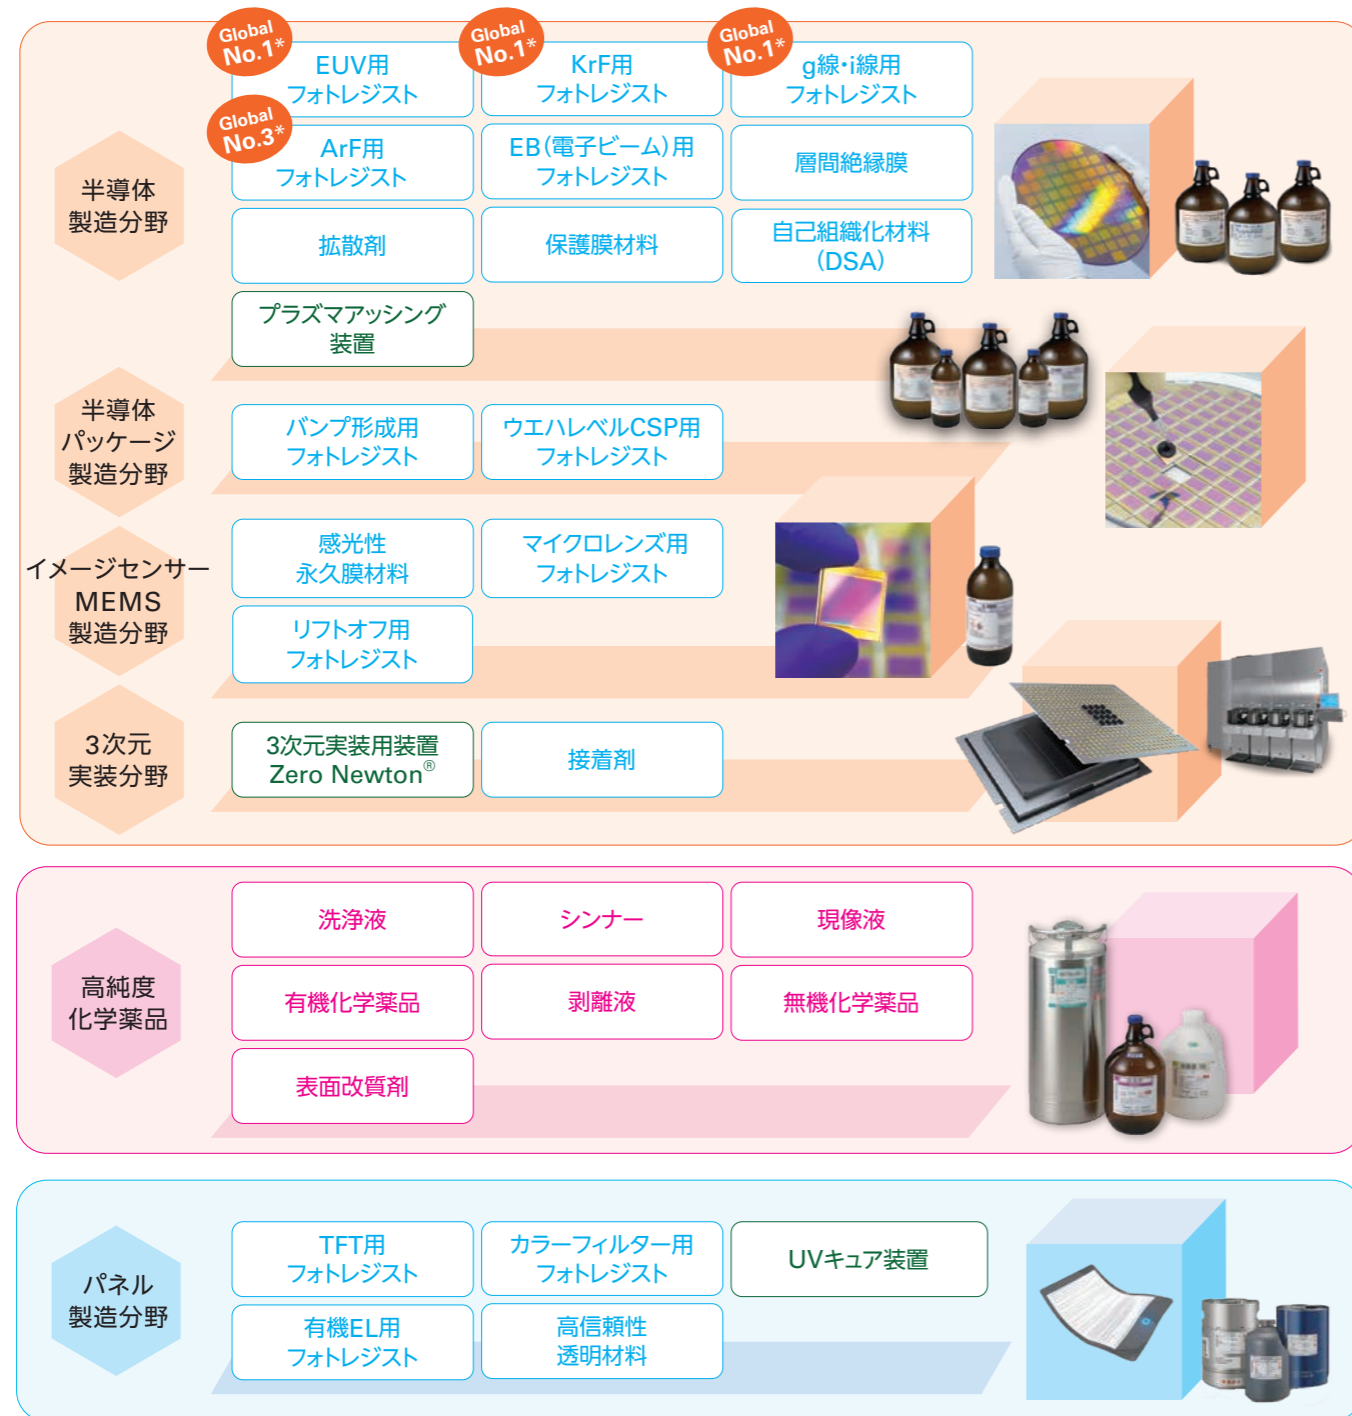 Global
No.1*
EUV用
フォトレジスト
Global
No.1*
KrF用
フォトレジスト
Global
No.1*
g線・i線用
フォトレジスト
半導体
製造分野
Global
No.3*
ArF用
フォトレジスト
EB（電子ビーム）用
フォトレジスト
層間絶縁膜
拡散剤
保護膜材料
自己組織化材料
（DSA）
プラズマアッシング
装置
半導体
パッケージ
製造分野
バンプ形成用
フォトレジスト
ウエハレベルCSP用
フォトレジスト
イメージセンサー
MEMS
製造分野
感光性
永久膜材料
マイクロレンズ用
フォトレジスト
リフトオフ用
フォトレジスト
3次元
実装分野
3次元実装用装置
Zero Newton®
接着剤
高純度
化学薬品
洗浄液
シンナー
現像液
有機化学薬品
剥離液
無機化学薬品
表面改質剤
パネル
製造分野
TFT用
フォトレジスト
カラーフィルター用
フォトレジスト
UVキュア装置
有機EL用
フォトレジスト
高信頼性
透明材料